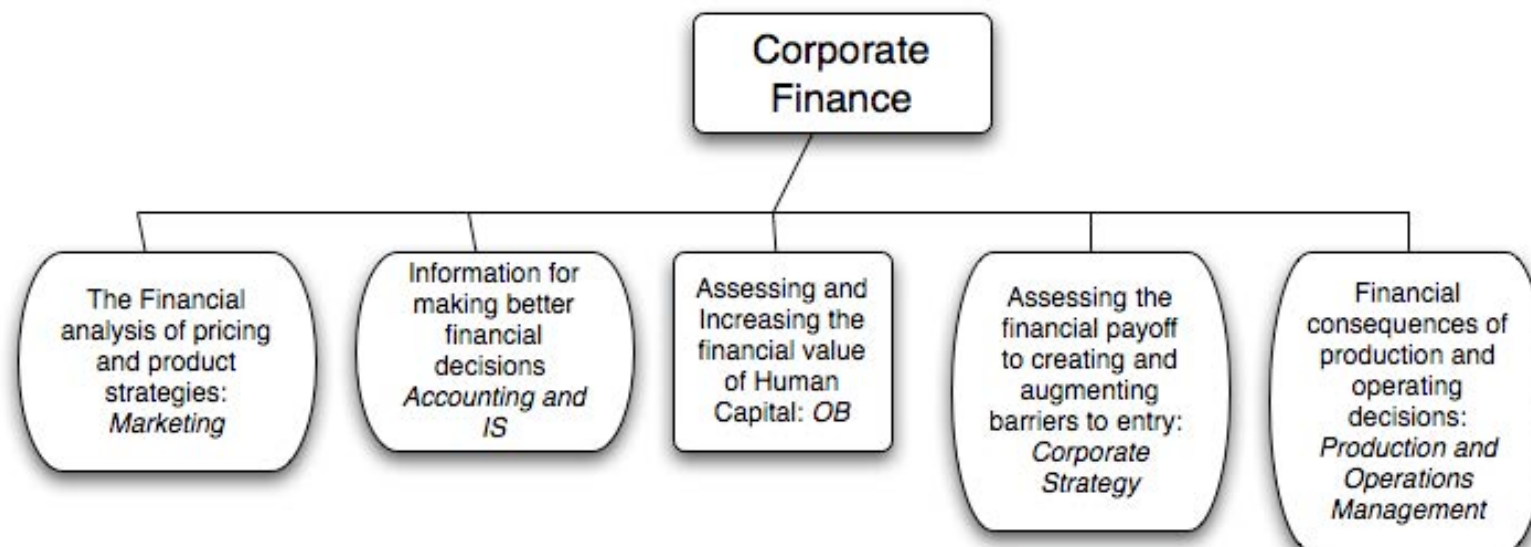 Corporate
Finance
The Financial
analysis of pricing
and product
strategies:
Marketing
Information for
making better
financial
decisions
Accounting and
IS
Assessing and
Increasing the
financial value
of Human
Capital: OB
Assessing the
financial payoff
to creating and
augmenting
barriers to entry:
Corporate
Strategy
Financial
consequences of
production and
operating
decisions:
Production and
Operations
Management